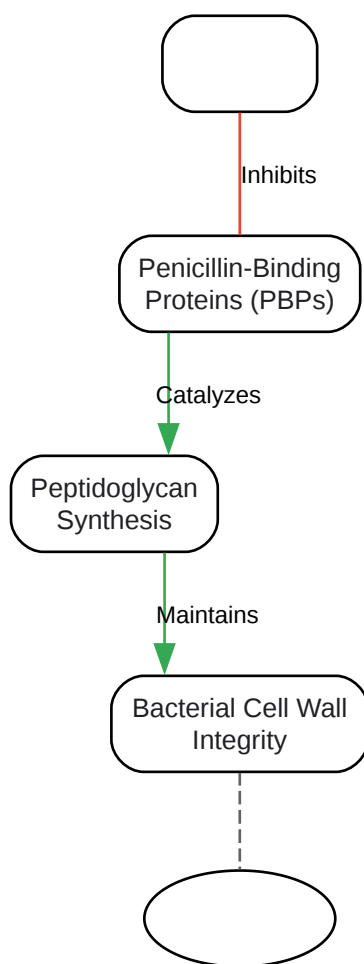 Inhibits
Penicillin-Binding
Proteins (PBPs)
Catalyzes
Peptidoglycan
Synthesis
Maintains
Bacterial Cell Wall
Integrity